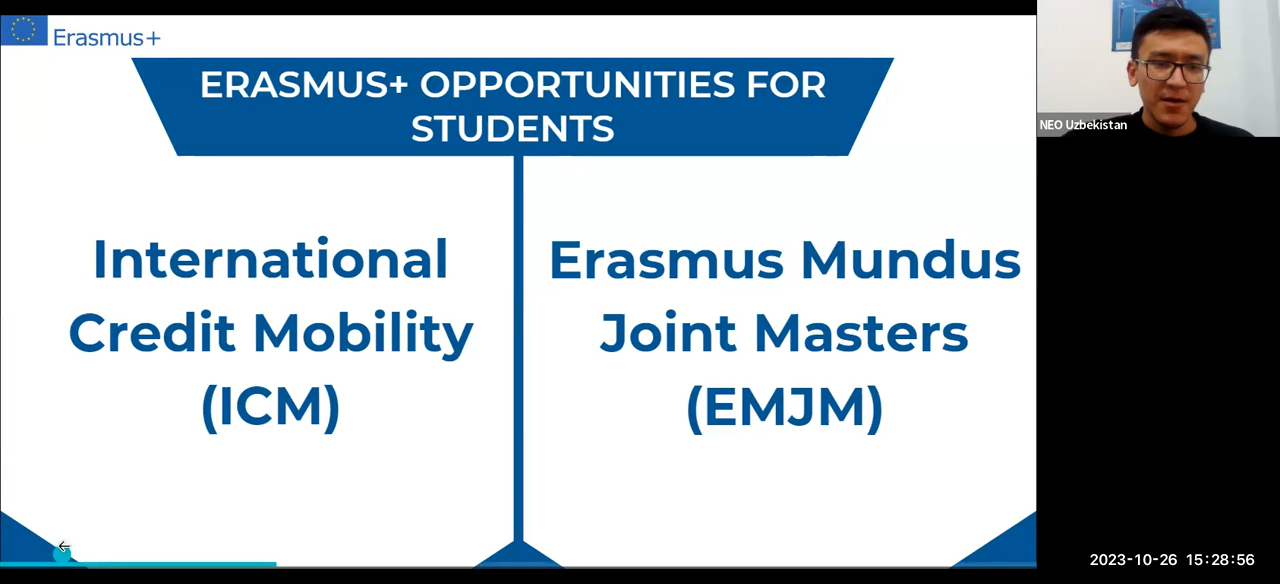 Erasmus+
ERASMUS+ OPPORTUNITIES FOR
STUDENTS
International
Credit Mobility
(ICM)
Erasmus Mundus
Joint Masters
(EMJM)
NEO Uzbekistan
2023-10-26 15:28:56